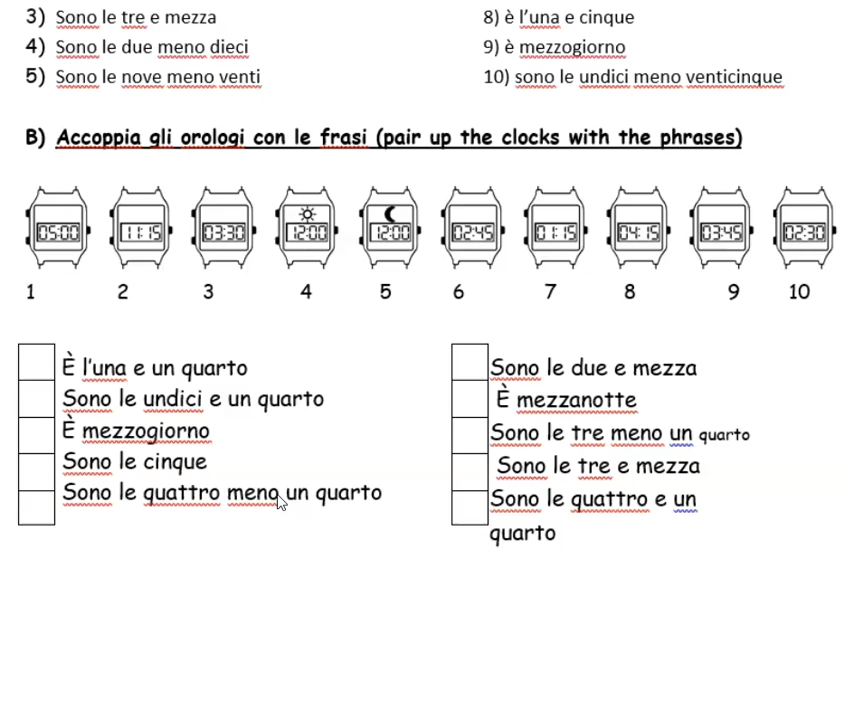 3) Sono le tre e mezza
8) è l'una e cinque
4) Sono le due meno dieci
9) è mezzogiorno
5) Sono le nove meno venti
10) sono le undici meno venticinque
B) Accoppia gli orologi con le frasi (pair up the clocks with the phrases)
05:00 11:15 03:30 12:00 12:00 02:45 01:15 04:15 03:45 02:30
1 2 3 4 5 6 7 8 9 10
È l'una e un quarto
Sono le undici e un quarto
È mezzogiorno
Sono le cinque
Sono le quattro meno un quarto
Sono le due e mezza
È mezzanotte
Sono le tre meno un quarto
Sono le tre e mezza
Sono le quattro e un
quarto